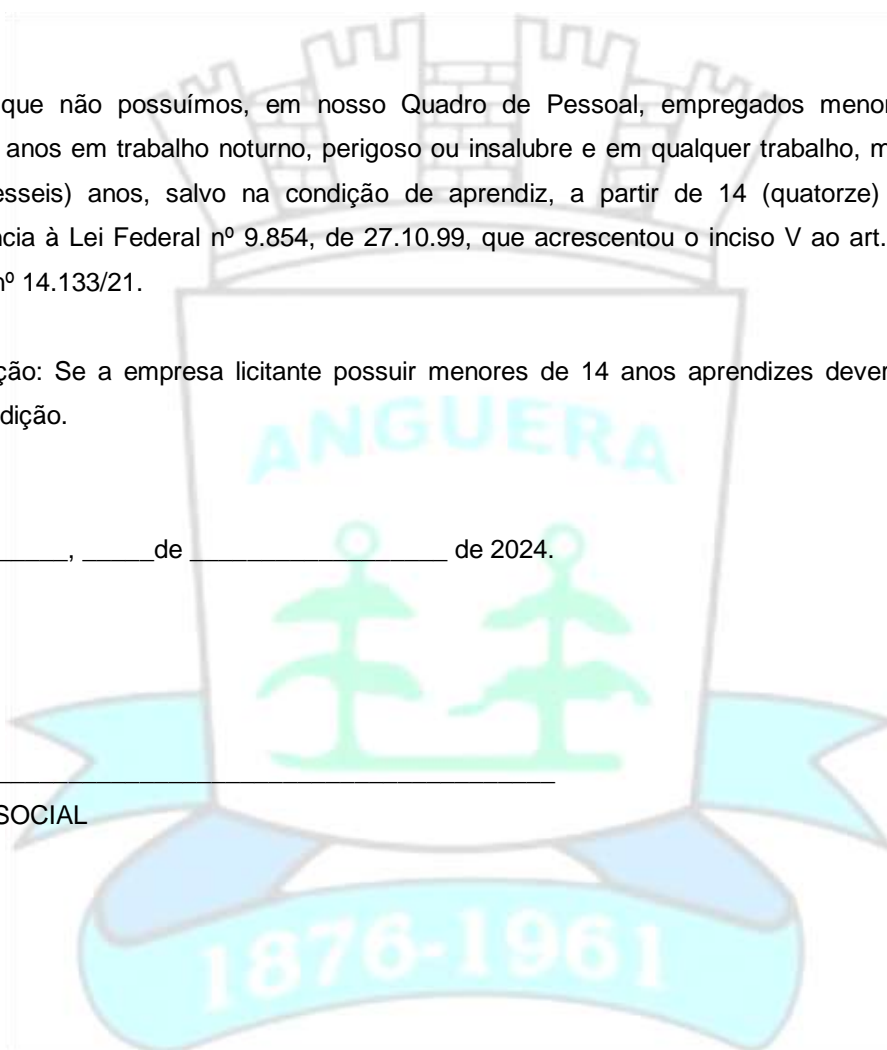 que não possuímos, em nosso Quadro de Pessoal, empregados menor
anos em trabalho noturno, perigoso ou insalubre e em qualquer trabalho, m
esseis) anos, salvo na condição de aprendiz, a partir de 14 (quatorze)
ncia à Lei Federal nº 9.854, de 27.10.99, que acrescentou o inciso V ao art.
nº 14.133/21.
ção: Se a empresa licitante possuir menores de 14 anos aprendizes dever
dição.
ANGUERA
_____, _____de __________________ de 2024.
_______________________________________
SOCIAL
1876-1961